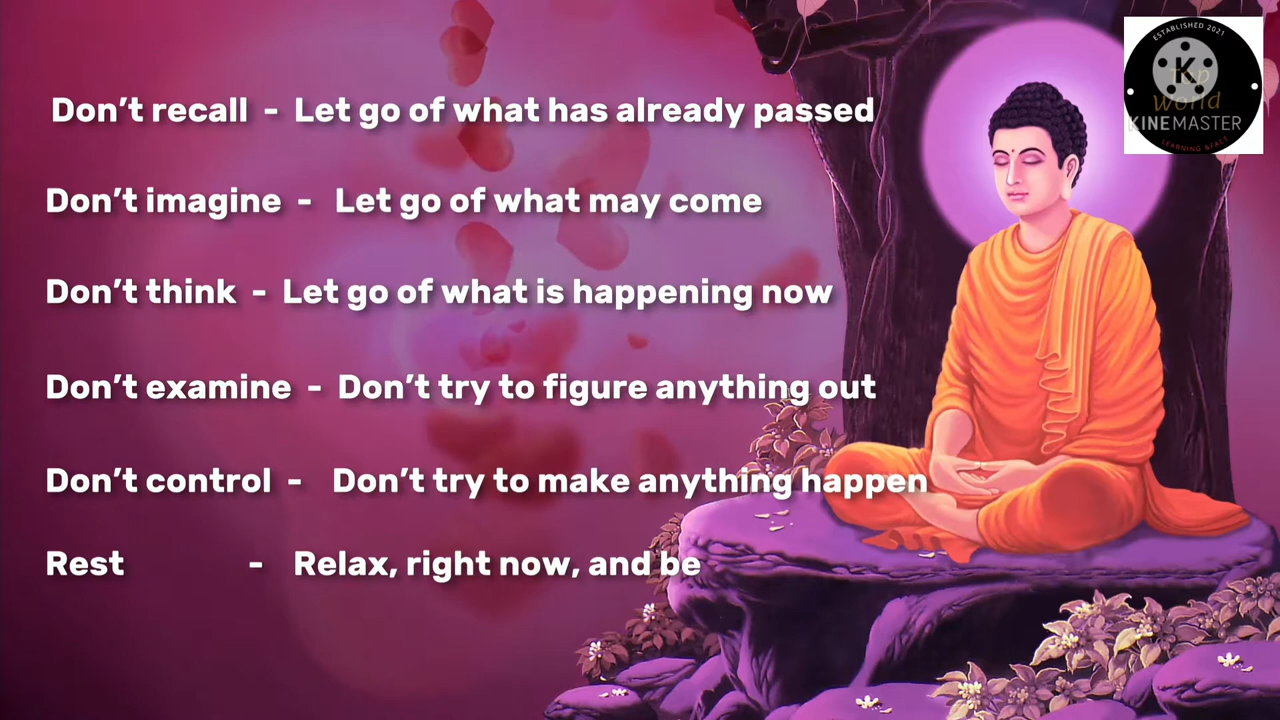 Don't recall - Let go of what has already passed
Don't imagine - Let go of what may come
Don't think - Let go of what is happening now
Don't examine - Don't try to figure anything out
Don't control - Don't try to make anything happen
Rest - Relax, right now, and be
ESTABLISHED 2021
K
world
KINEMASTER
LEARNING &FACT